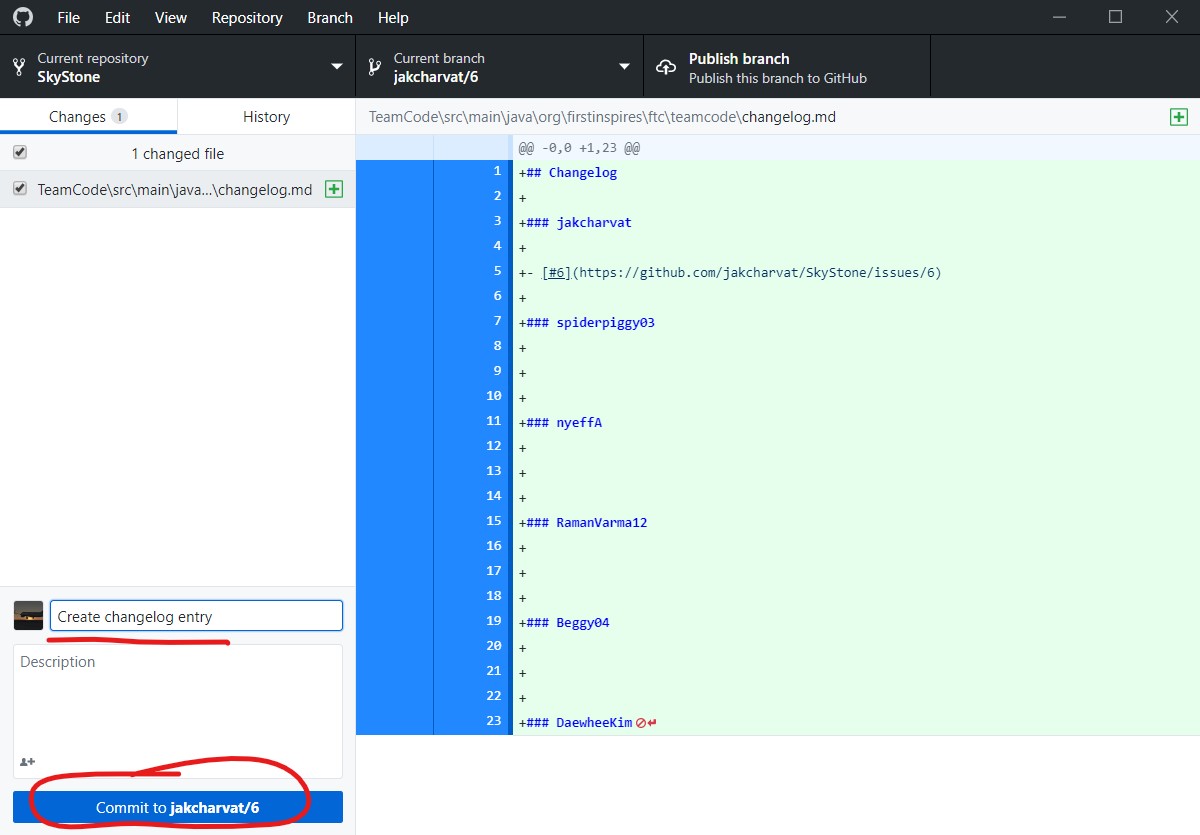 File Edit View Repository Branch Help
Current repository
SkyStone
Current branch
jakcharvat/6
Publish branch
Publish this branch to GitHub
Changes 1
History
TeamCode\src\main\java\org\firstinspires\ftc\teamcode\changelog.md
1 changed file
TeamCode\src\main\java...\changelog.md
@@ -0,0 +1,23 @@
1 +## Changelog
2 +
3 +### jakcharvat
4 +
5 +- [#6](https://github.com/jakcharvat/SkyStone/issues/6)
6 +
7 +### spiderpiggy03
8 +
9 +
10 +
11 +### nyeffA
12 +
13 +
14 +
15 +### RamanVarma12
16 +
17 +
18 +
19 +### Beggy04
20 +
21 +
22 +
23 +### DaewheeKim
Create changelog entry
Description
Commit to jakcharvat/6